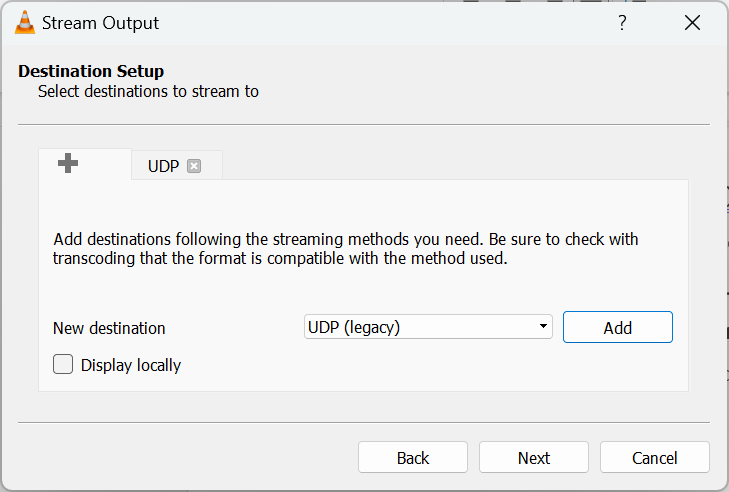 Stream Output
?
Destination Setup
Select destinations to stream to
UDP
Add destinations following the streaming methods you need. Be sure to check with
transcoding that the format is compatible with the method used.
New destination UDP (legacy) Add
Display locally
Back Next Cancel